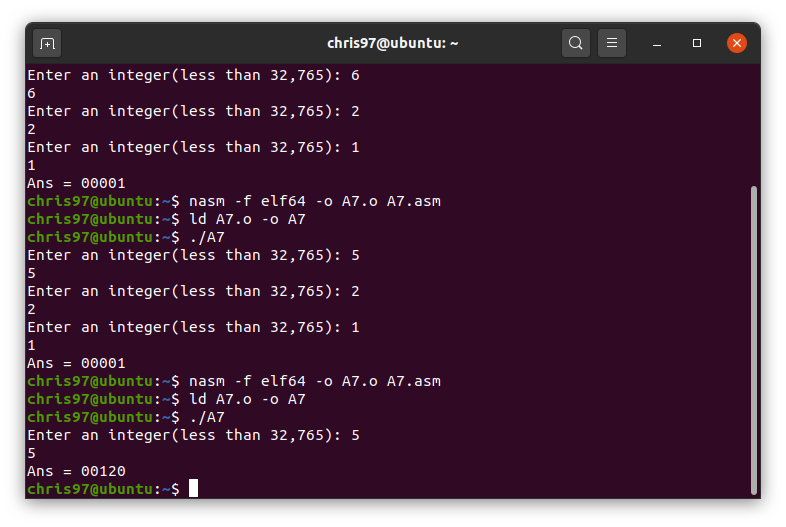 chris97@ubuntu: ~
Enter an integer(less than 32,765): 6
6
Enter an integer(less than 32,765): 2
2
Enter an integer(less than 32,765): 1
1
Ans = 00001
chris97@ubuntu:~$ nasm -f elf64 -o A7.o A7.asm
chris97@ubuntu:~$ ld A7.o -o A7
chris97@ubuntu:~$ ./A7
Enter an integer(less than 32,765): 5
5
Enter an integer(less than 32,765): 2
2
Enter an integer(less than 32,765): 1
1
Ans = 00001
chris97@ubuntu:~$ nasm -f elf64 -o A7.o A7.asm
chris97@ubuntu:~$ ld A7.o -o A7
chris97@ubuntu:~$ ./A7
Enter an integer(less than 32,765): 5
5
Ans = 00120
chris97@ubuntu:~$